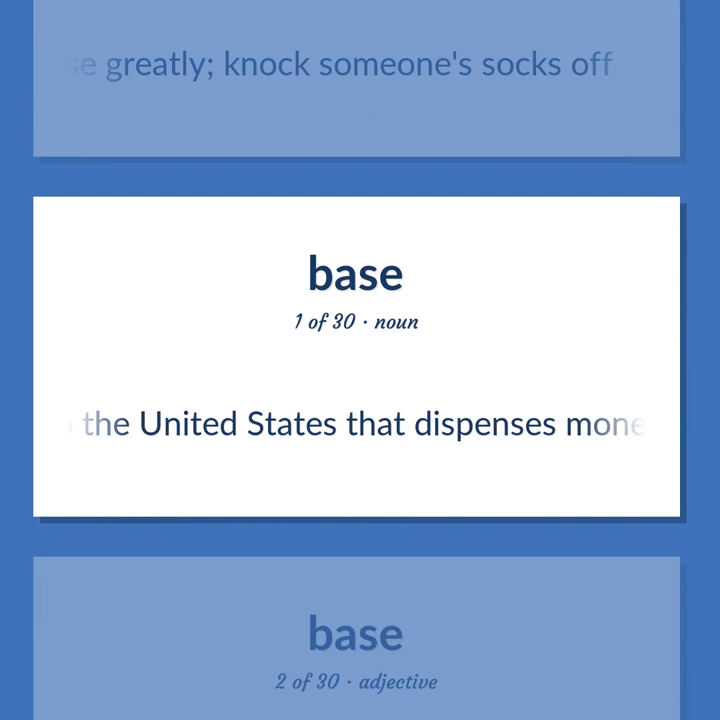 greatly; knock someone's socks off
base
1 of 30 · noun
the United States that dispenses
base
2 of 30 · adjective